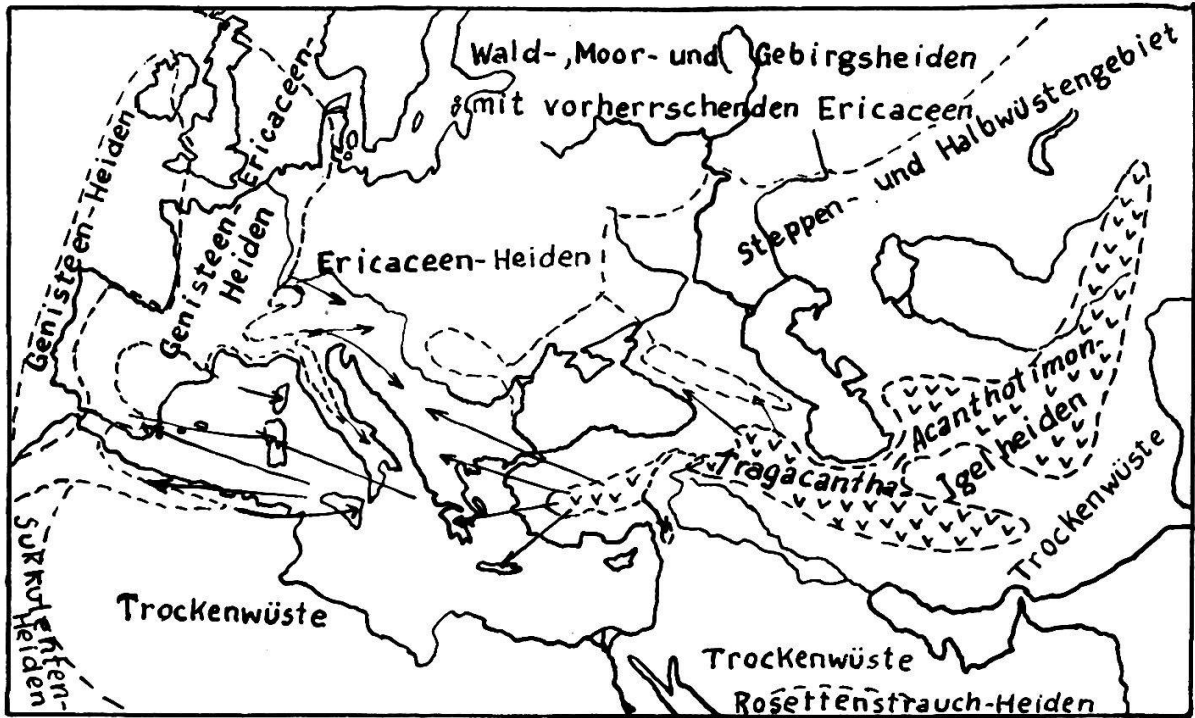 Wald-, Moor- und Gebirgsheiden
mit vorherrschenden Ericaceen
Ericaceen-
Genisteen-
Heiden
Genisteen-Heiden
Ericaceen-Heiden
Steppen- und Halbwüstengebiet
Acantholimon-
Igelheiden
Tragacantha-
Trockenwüste
Sukkulenten-
Heiden
Trockenwüste
Trockenwüste
Rosettenstrauch-Heiden